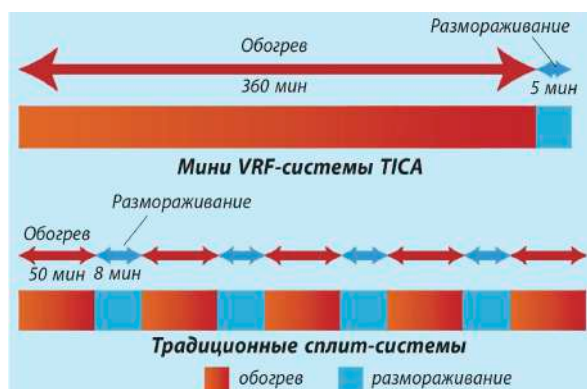 Обогрев
Размораживание
360 мин
5 мин
Мини VRF-системы TICA
Размораживание
Обогрев
50 мин 8 мин
Традиционные сплит-системы
обогрев размораживание